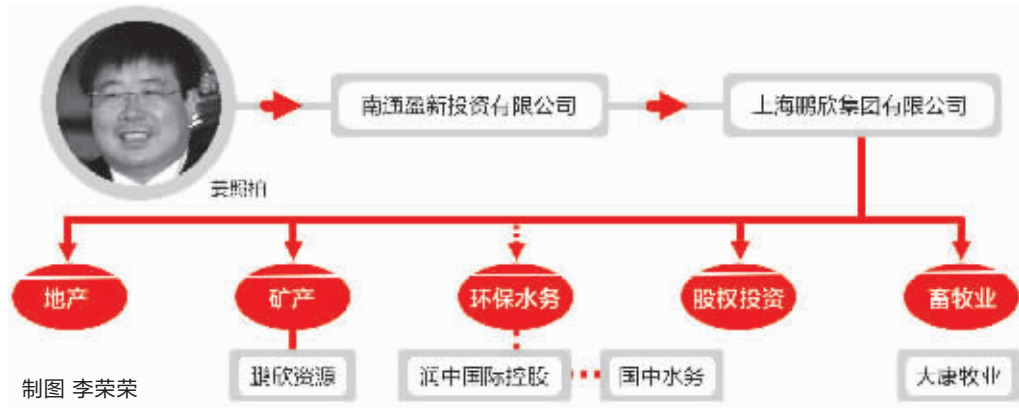 南通盈新投资有限公司
上海鹏欣集团有限公司
姜照柏
地产
矿产
环保水务
股权投资
畜牧业
鹏欣资源
润中国际控股
国中水务
大康牧业
制图 李荣荣